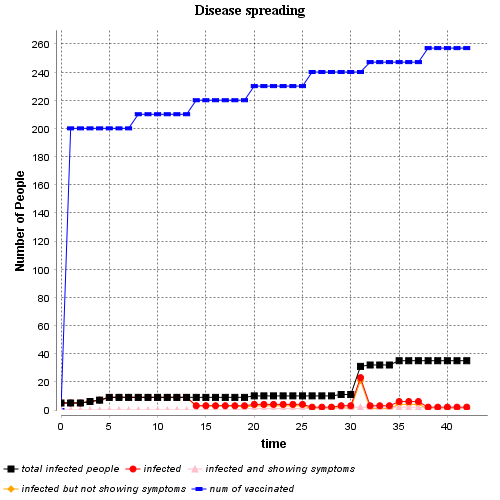 Disease spreading
Number of People
260
240
220
200
180
160
140
120
100
80
60
40
20
0
0 5 10 15 20 25 30 35 40
time
total infected people infected infected and showing symptoms
infected but not showing symptoms num of vaccinated